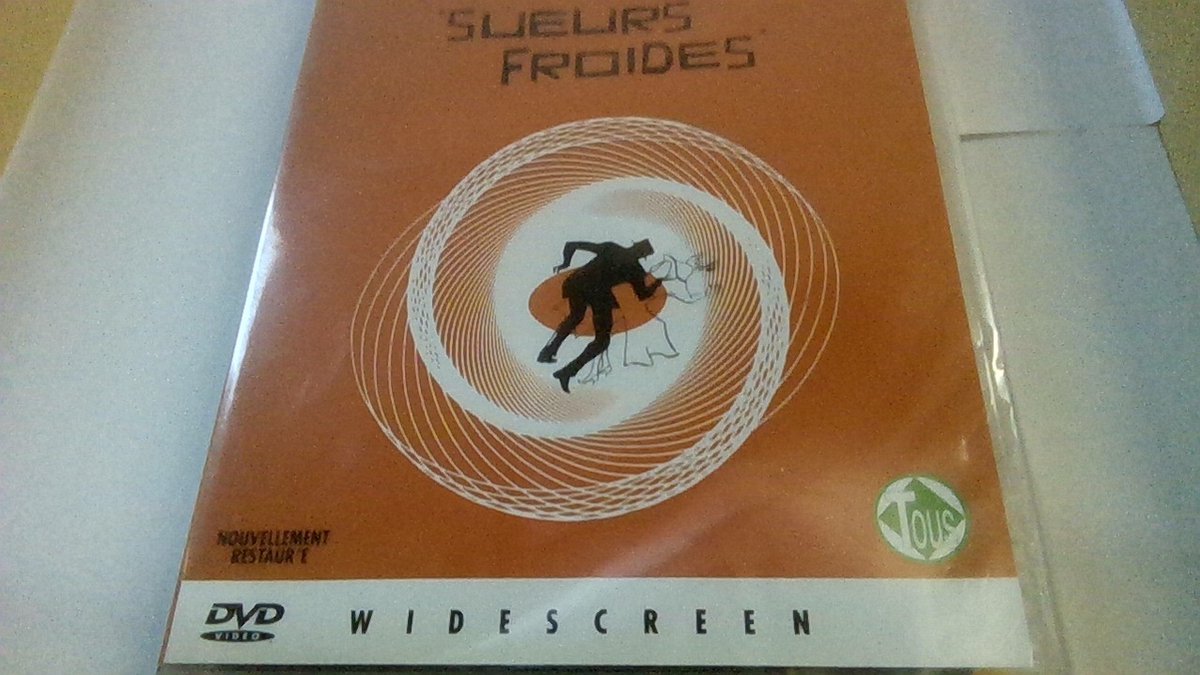 "SUEURS
FROIDES"
NOUVELLEMENT
RESTAUR'E
TOUS
DVD
VIDEO
WIDESCREEN